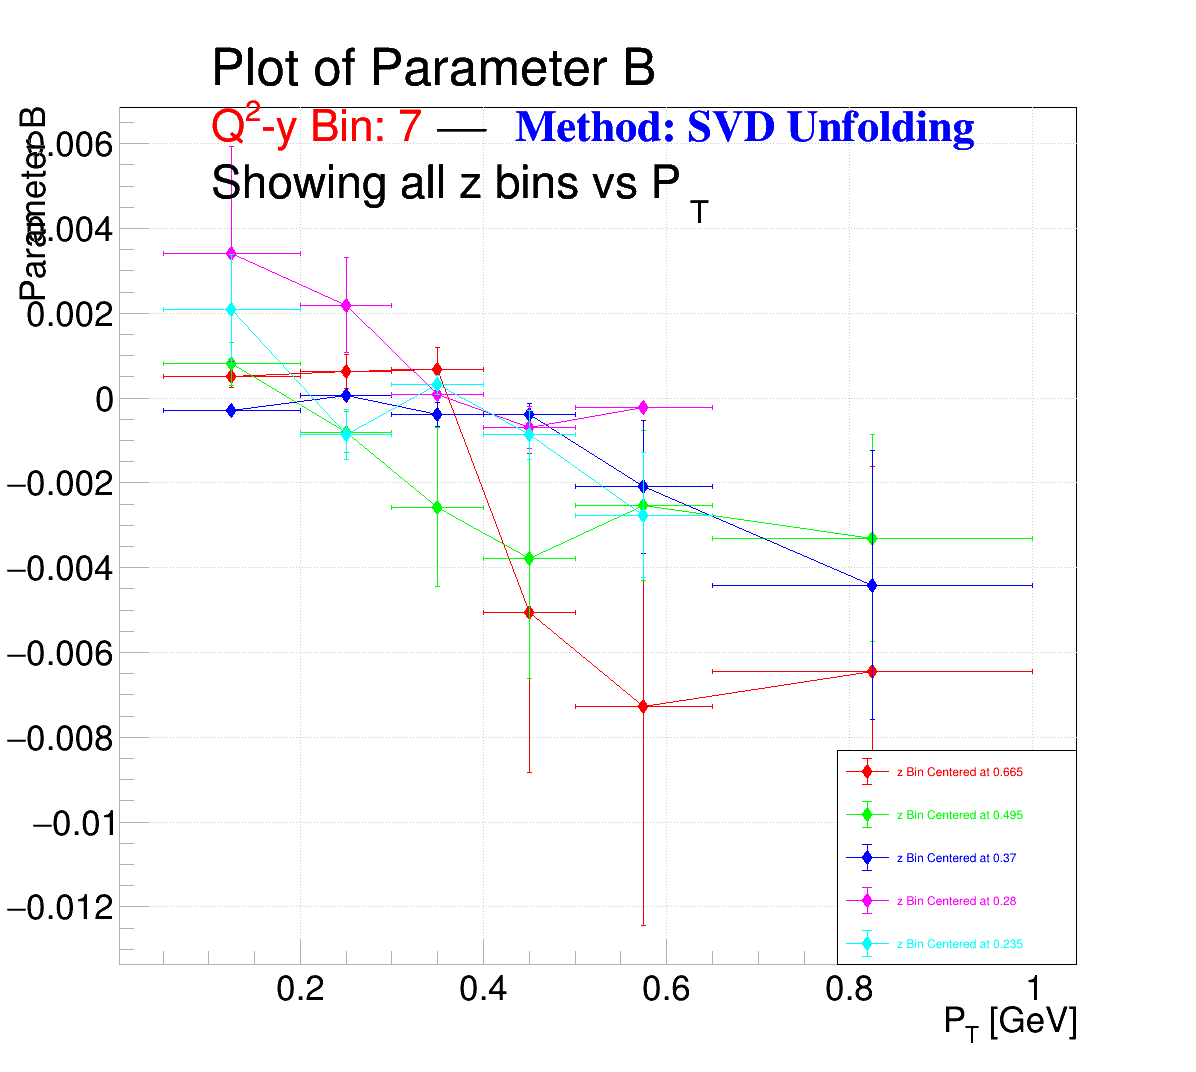 Plot of Parameter B
Q²-y Bin: 7 — Method: SVD Unfolding
Showing all z bins vs P_T
Parameter B
0.006
0.004
0.002
0
−0.002
−0.004
−0.006
−0.008
−0.01
−0.012
z Bin Centered at 0.665
z Bin Centered at 0.495
z Bin Centered at 0.37
z Bin Centered at 0.28
z Bin Centered at 0.235
0.2 0.4 0.6 0.8 1
P_T [GeV]